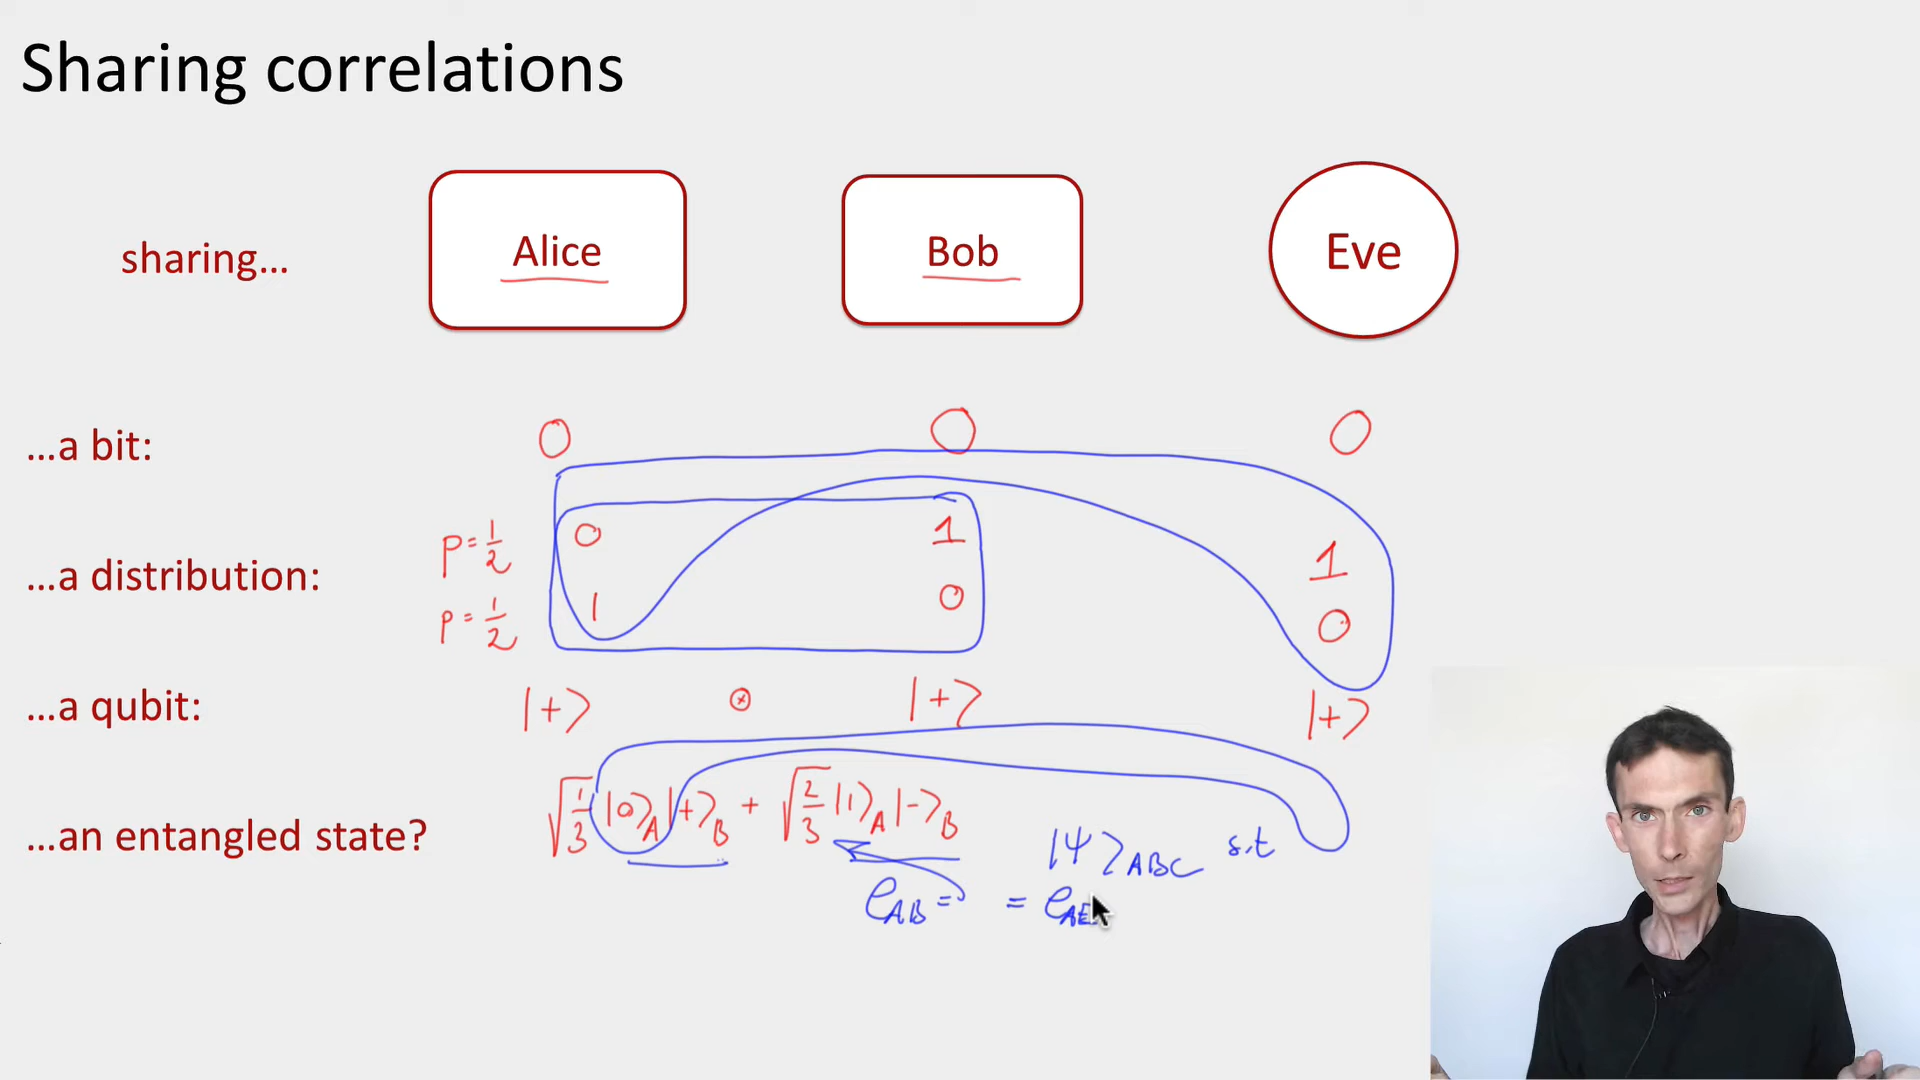 Sharing correlations
sharing... Alice Bob Eve
...a bit: 0 0 0
...a distribution: p=1/2 0 1 1
p=1/2 1 0 0
...a qubit: |+⟩ ⊗ |+⟩ |+⟩
...an entangled state? √1/3 |0⟩A |+⟩B + √2/3 |1⟩A |−⟩B
|ψ⟩ABC s.t
ρAB = = ρAE